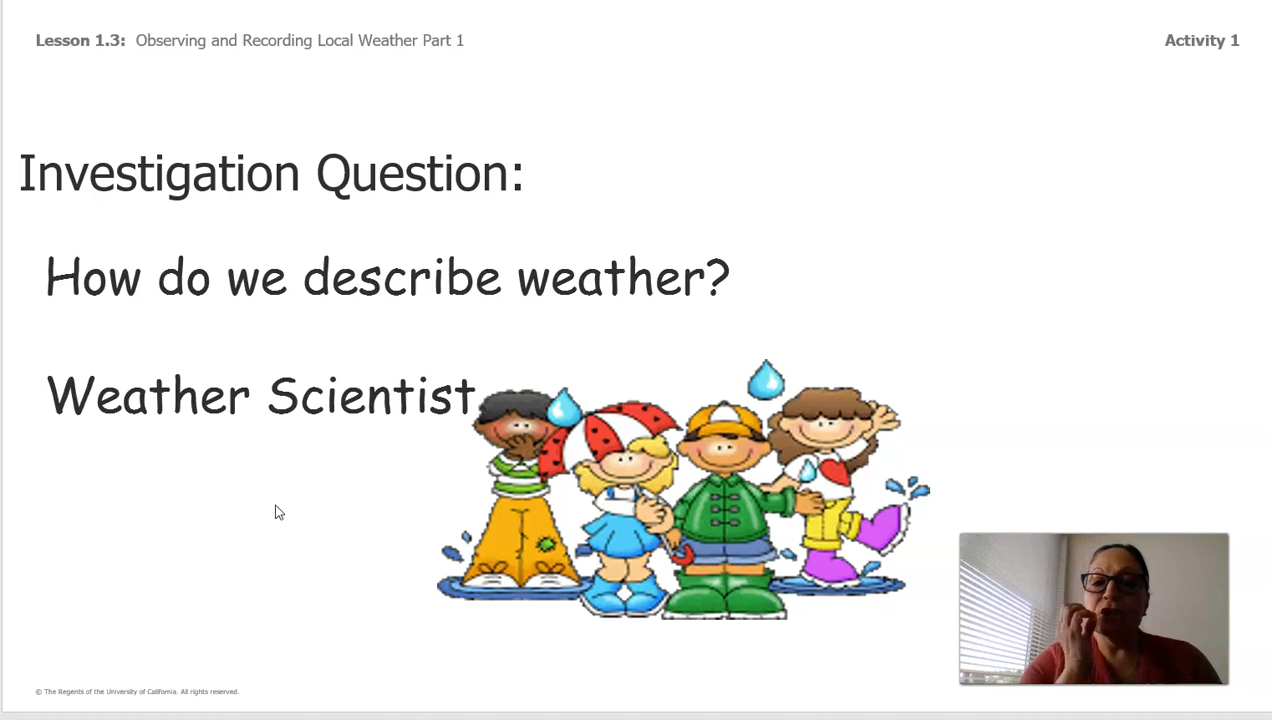 Lesson 1.3: Observing and Recording Local Weather Part 1
Activity 1
Investigation Question:
How do we describe weather?
Weather Scientist
© The Regents of the University of California. All rights reserved.